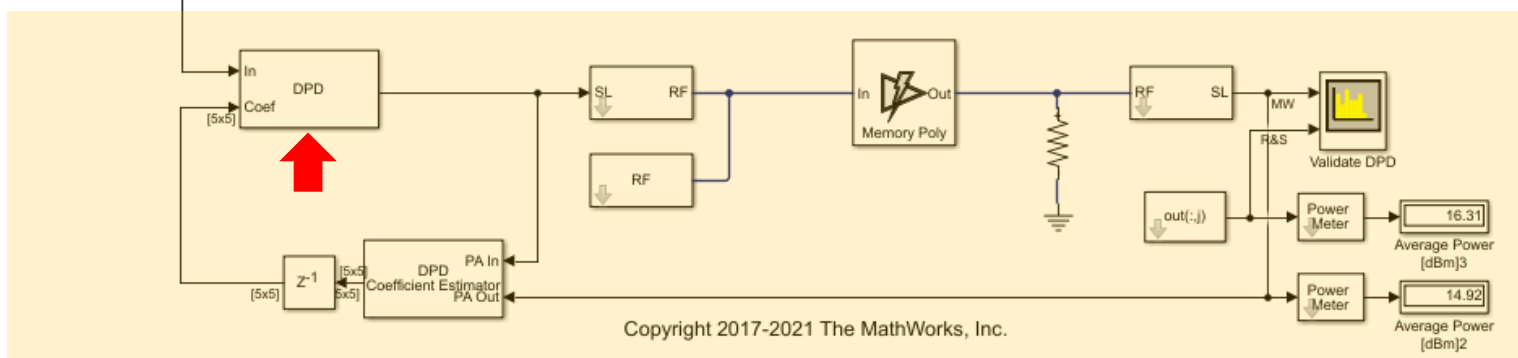 In
DPD
Coef
[5x5]
SL
RF
RF
In
Out
Memory Poly
RF
SL
MW
R&S
Validate DPD
out(:,j)
Power
Meter
16.31
Average Power
[dBm]3
Z-1
[5x5]
[5x5]
5x5]
DPD
Coefficient Estimator
PA In
PA Out
Power
Meter
14.92
Average Power
[dBm]2
Copyright 2017-2021 The MathWorks, Inc.